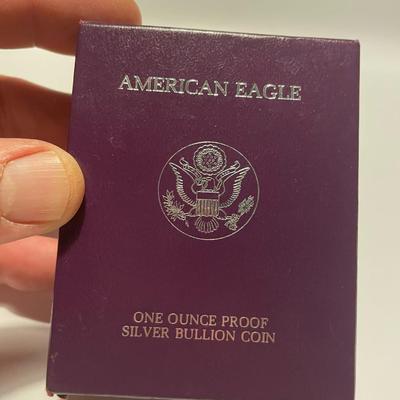 AMERICAN EAGLE
ONE OUNCE PROOF
SILVER BULLION COIN